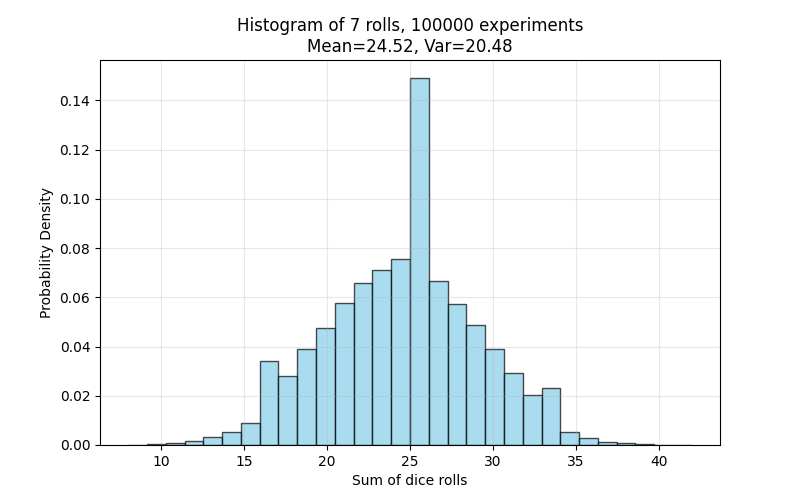 Histogram of 7 rolls, 100000 experiments
Mean=24.52, Var=20.48
Probability Density
0.14
0.12
0.10
0.08
0.06
0.04
0.02
0.00
10 15 20 25 30 35 40
Sum of dice rolls